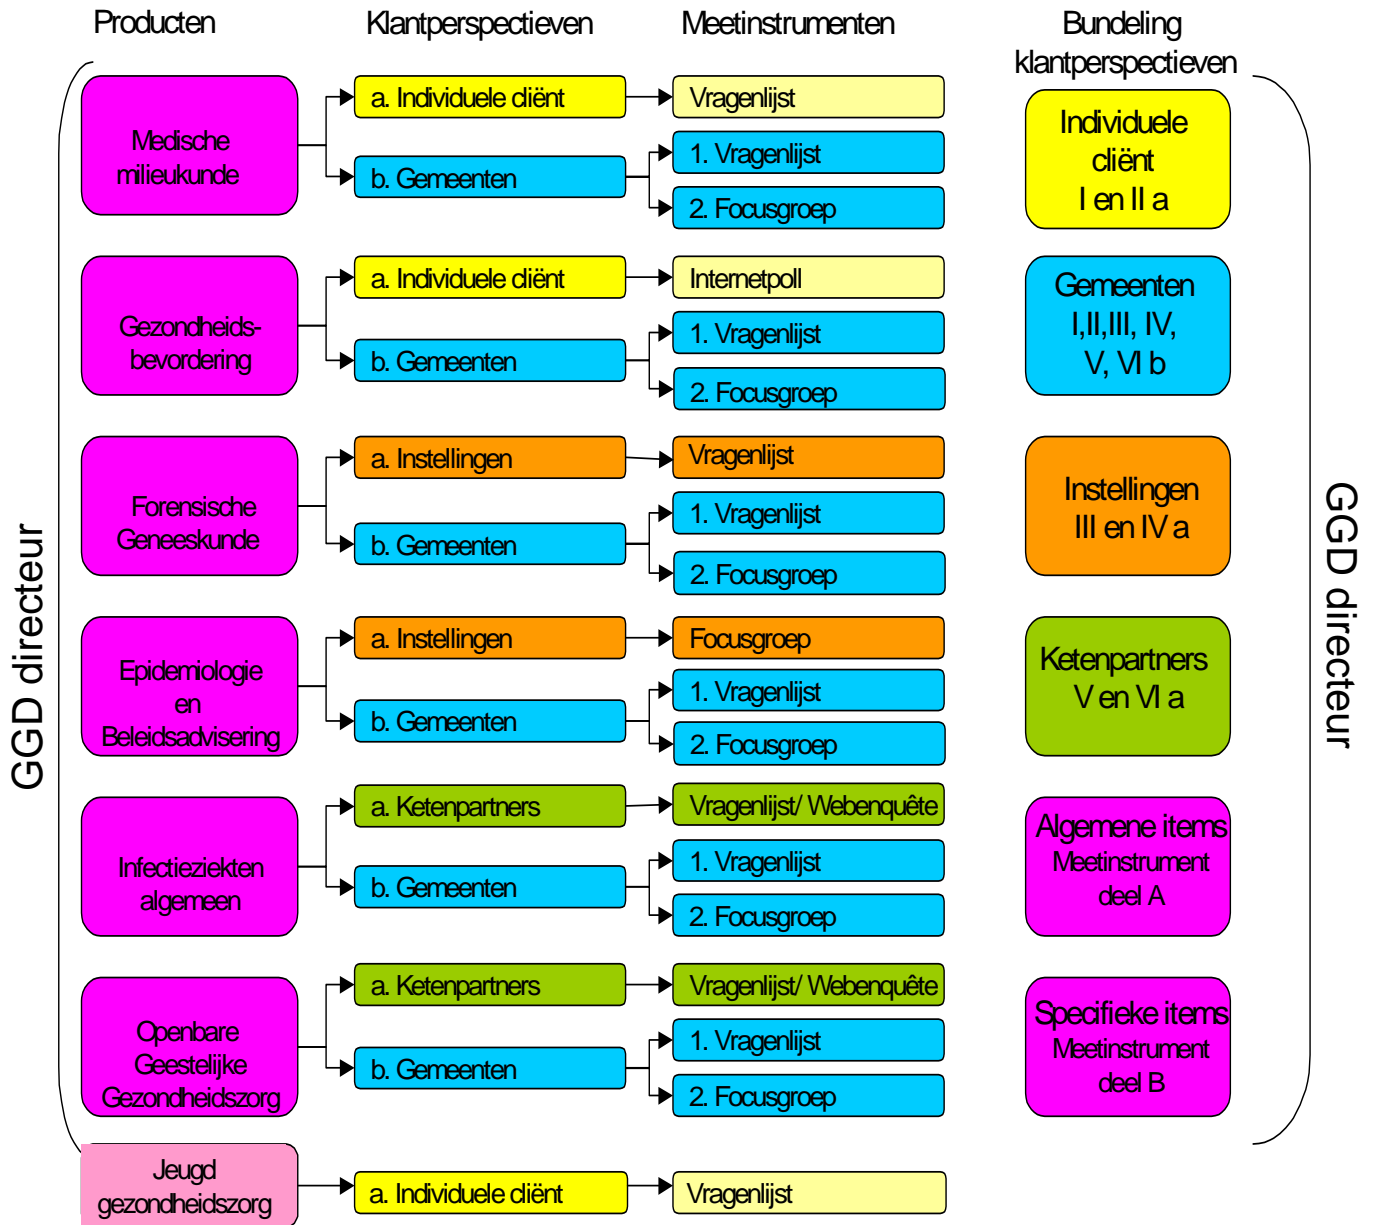 Producten
Klantperspectieven
Meetinstrumenten
Bundeling
klantperspectieven
GGD directeur
Medische
milieukunde
a. Individuele cliënt
Vragenlijst
b. Gemeenten
1. Vragenlijst
2. Focusgroep
Gezondheids-
bevordering
a. Individuele cliënt
Internetpoll
b. Gemeenten
1. Vragenlijst
2. Focusgroep
Forensische
Geneeskunde
a. Instellingen
Vragenlijst
b. Gemeenten
1. Vragenlijst
2. Focusgroep
Epidemiologie
en
Beleidsadvisering
a. Instellingen
Focusgroep
b. Gemeenten
1. Vragenlijst
2. Focusgroep
Infectieziekten
algemeen
a. Ketenpartners
Vragenlijst/ Webenquête
b. Gemeenten
1. Vragenlijst
2. Focusgroep
Openbare
Geestelijke
Gezondheidszorg
a. Ketenpartners
Vragenlijst/ Webenquête
b. Gemeenten
1. Vragenlijst
2. Focusgroep
Jeugd
gezondheidszorg
a. Individuele cliënt
Vragenlijst
Individuele
cliënt
I en II a
Gemeenten
I,II,III, IV,
V, VI b
Instellingen
III en IV a
Ketenpartners
V en VI a
Algemene items
Meetinstrument
deel A
Specifieke items
Meetinstrument
deel B
GGD directeur